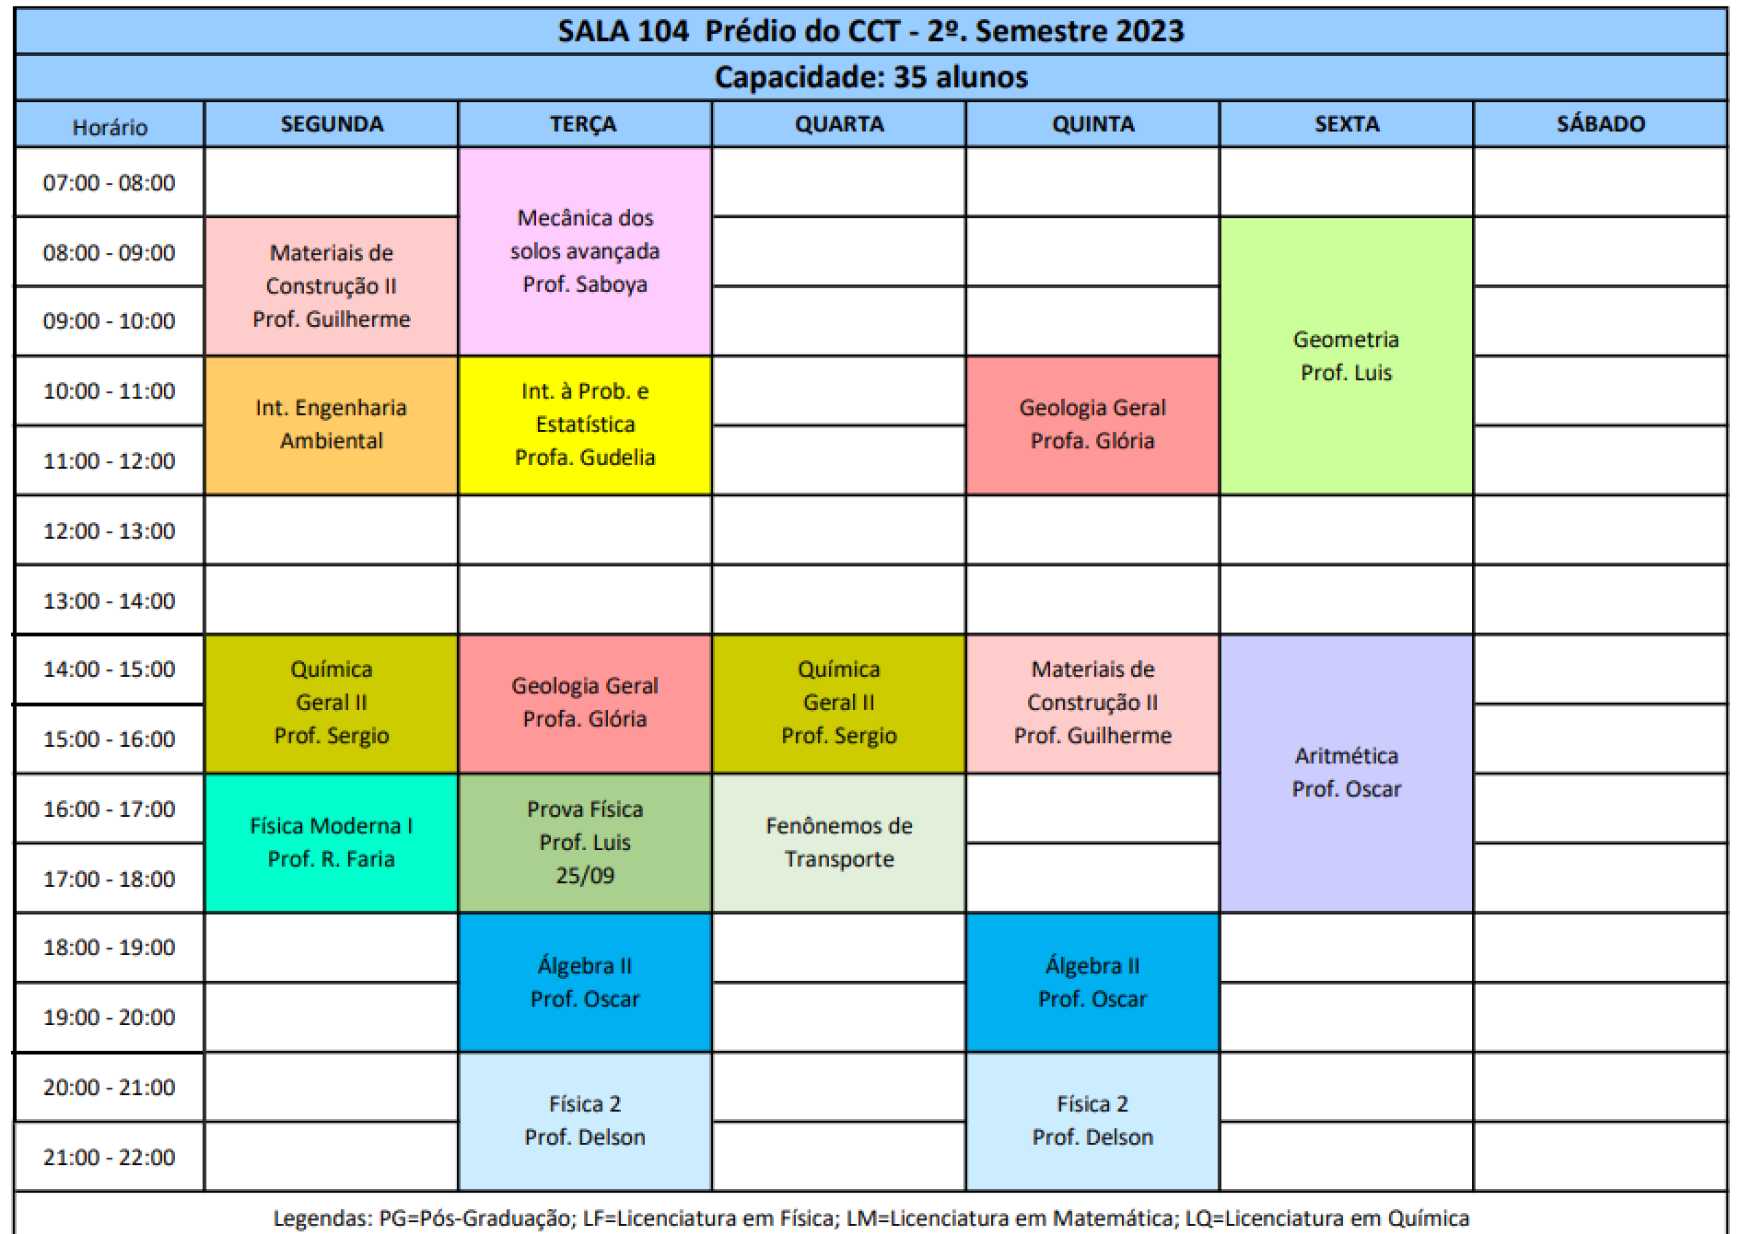 SALA 104 Prédio do CCT - 2º. Semestre 2023
Capacidade: 35 alunos
Horário SEGUNDA TERÇA QUARTA QUINTA SEXTA SÁBADO
07:00 - 08:00
Mecânica dos
solos avançada
Prof. Saboya
08:00 - 09:00
Materiais de
Construção II
Prof. Guilherme
09:00 - 10:00
Geometria
Prof. Luis
10:00 - 11:00
Int. Engenharia
Ambiental
Int. à Prob. e
Estatística
Profa. Gudelia
Geologia Geral
Profa. Glória
11:00 - 12:00
12:00 - 13:00
13:00 - 14:00
14:00 - 15:00
Química
Geral II
Prof. Sergio
Geologia Geral
Profa. Glória
Química
Geral II
Prof. Sergio
Materiais de
Construção II
Prof. Guilherme
15:00 - 16:00
Aritmética
Prof. Oscar
16:00 - 17:00
Física Moderna I
Prof. R. Faria
Prova Física
Prof. Luis
25/09
Fenônemos de
Transporte
17:00 - 18:00
18:00 - 19:00
Álgebra II
Prof. Oscar
Álgebra II
Prof. Oscar
19:00 - 20:00
20:00 - 21:00
Física 2
Prof. Delson
Física 2
Prof. Delson
21:00 - 22:00
Legendas: PG=Pós-Graduação; LF=Licenciatura em Física; LM=Licenciatura em Matemática; LQ=Licenciatura em Química